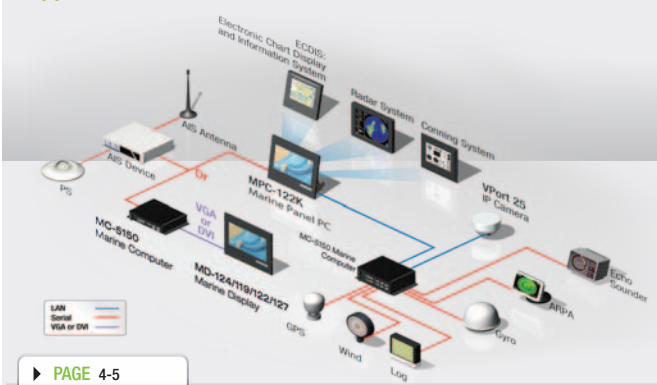 ECDIS:
Electronic Chart Display
and Information System
Radar System
Conning System
AIS Antenna
AIS Device
PS
Or
MPC-122K
Marine Panel PC
VPort 25
IP Camera
VGA
or
DVI
MC-5150
Marine Computer
MC-5150 Marine
Computer
MD-124/119/122/127
Marine Display
Echo
Sounder
ARPA
GPS
Gyro
Wind
Log
LAN
Serial
VGA or DVI
PAGE 4-5